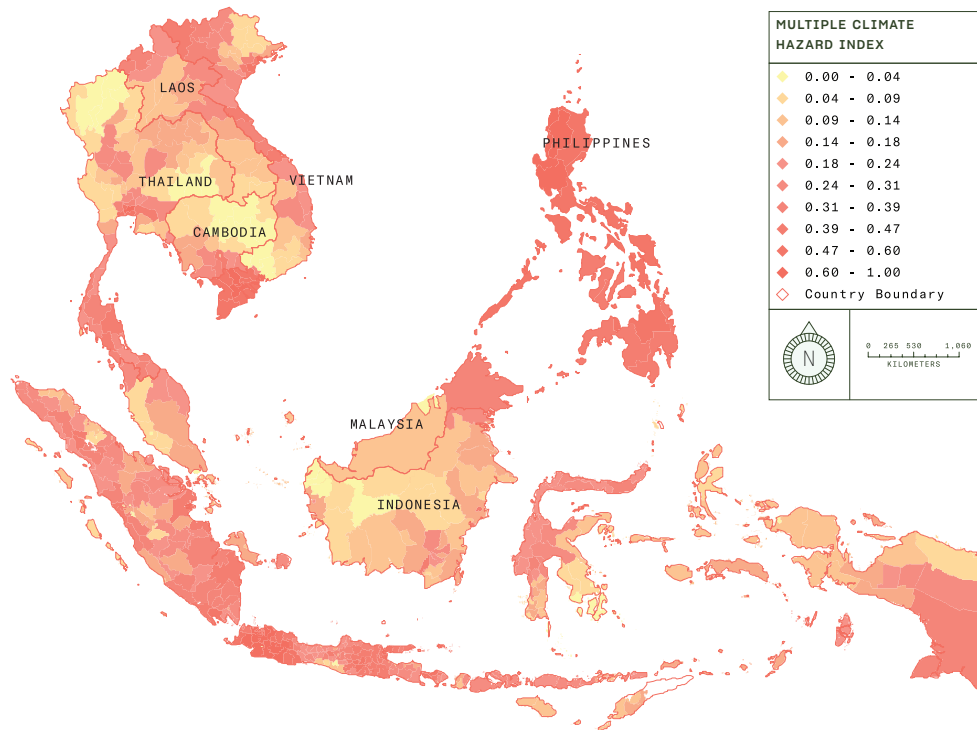 MULTIPLE CLIMATE
HAZARD INDEX
0.00 - 0.04
0.04 - 0.09
0.09 - 0.14
0.14 - 0.18
0.18 - 0.24
0.24 - 0.31
0.31 - 0.39
0.39 - 0.47
0.47 - 0.60
0.60 - 1.00
Country Boundary
N
0 265 530 1,060
KILOMETERS
LAOS
PHILIPPINES
THAILAND
VIETNAM
CAMBODIA
MALAYSIA
INDONESIA